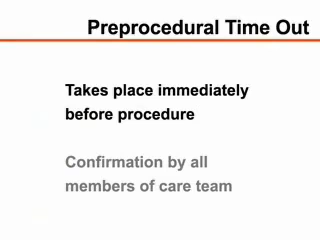 Preprocedural Time Out
Takes place immediately
before procedure
Confirmation by all
members of care team